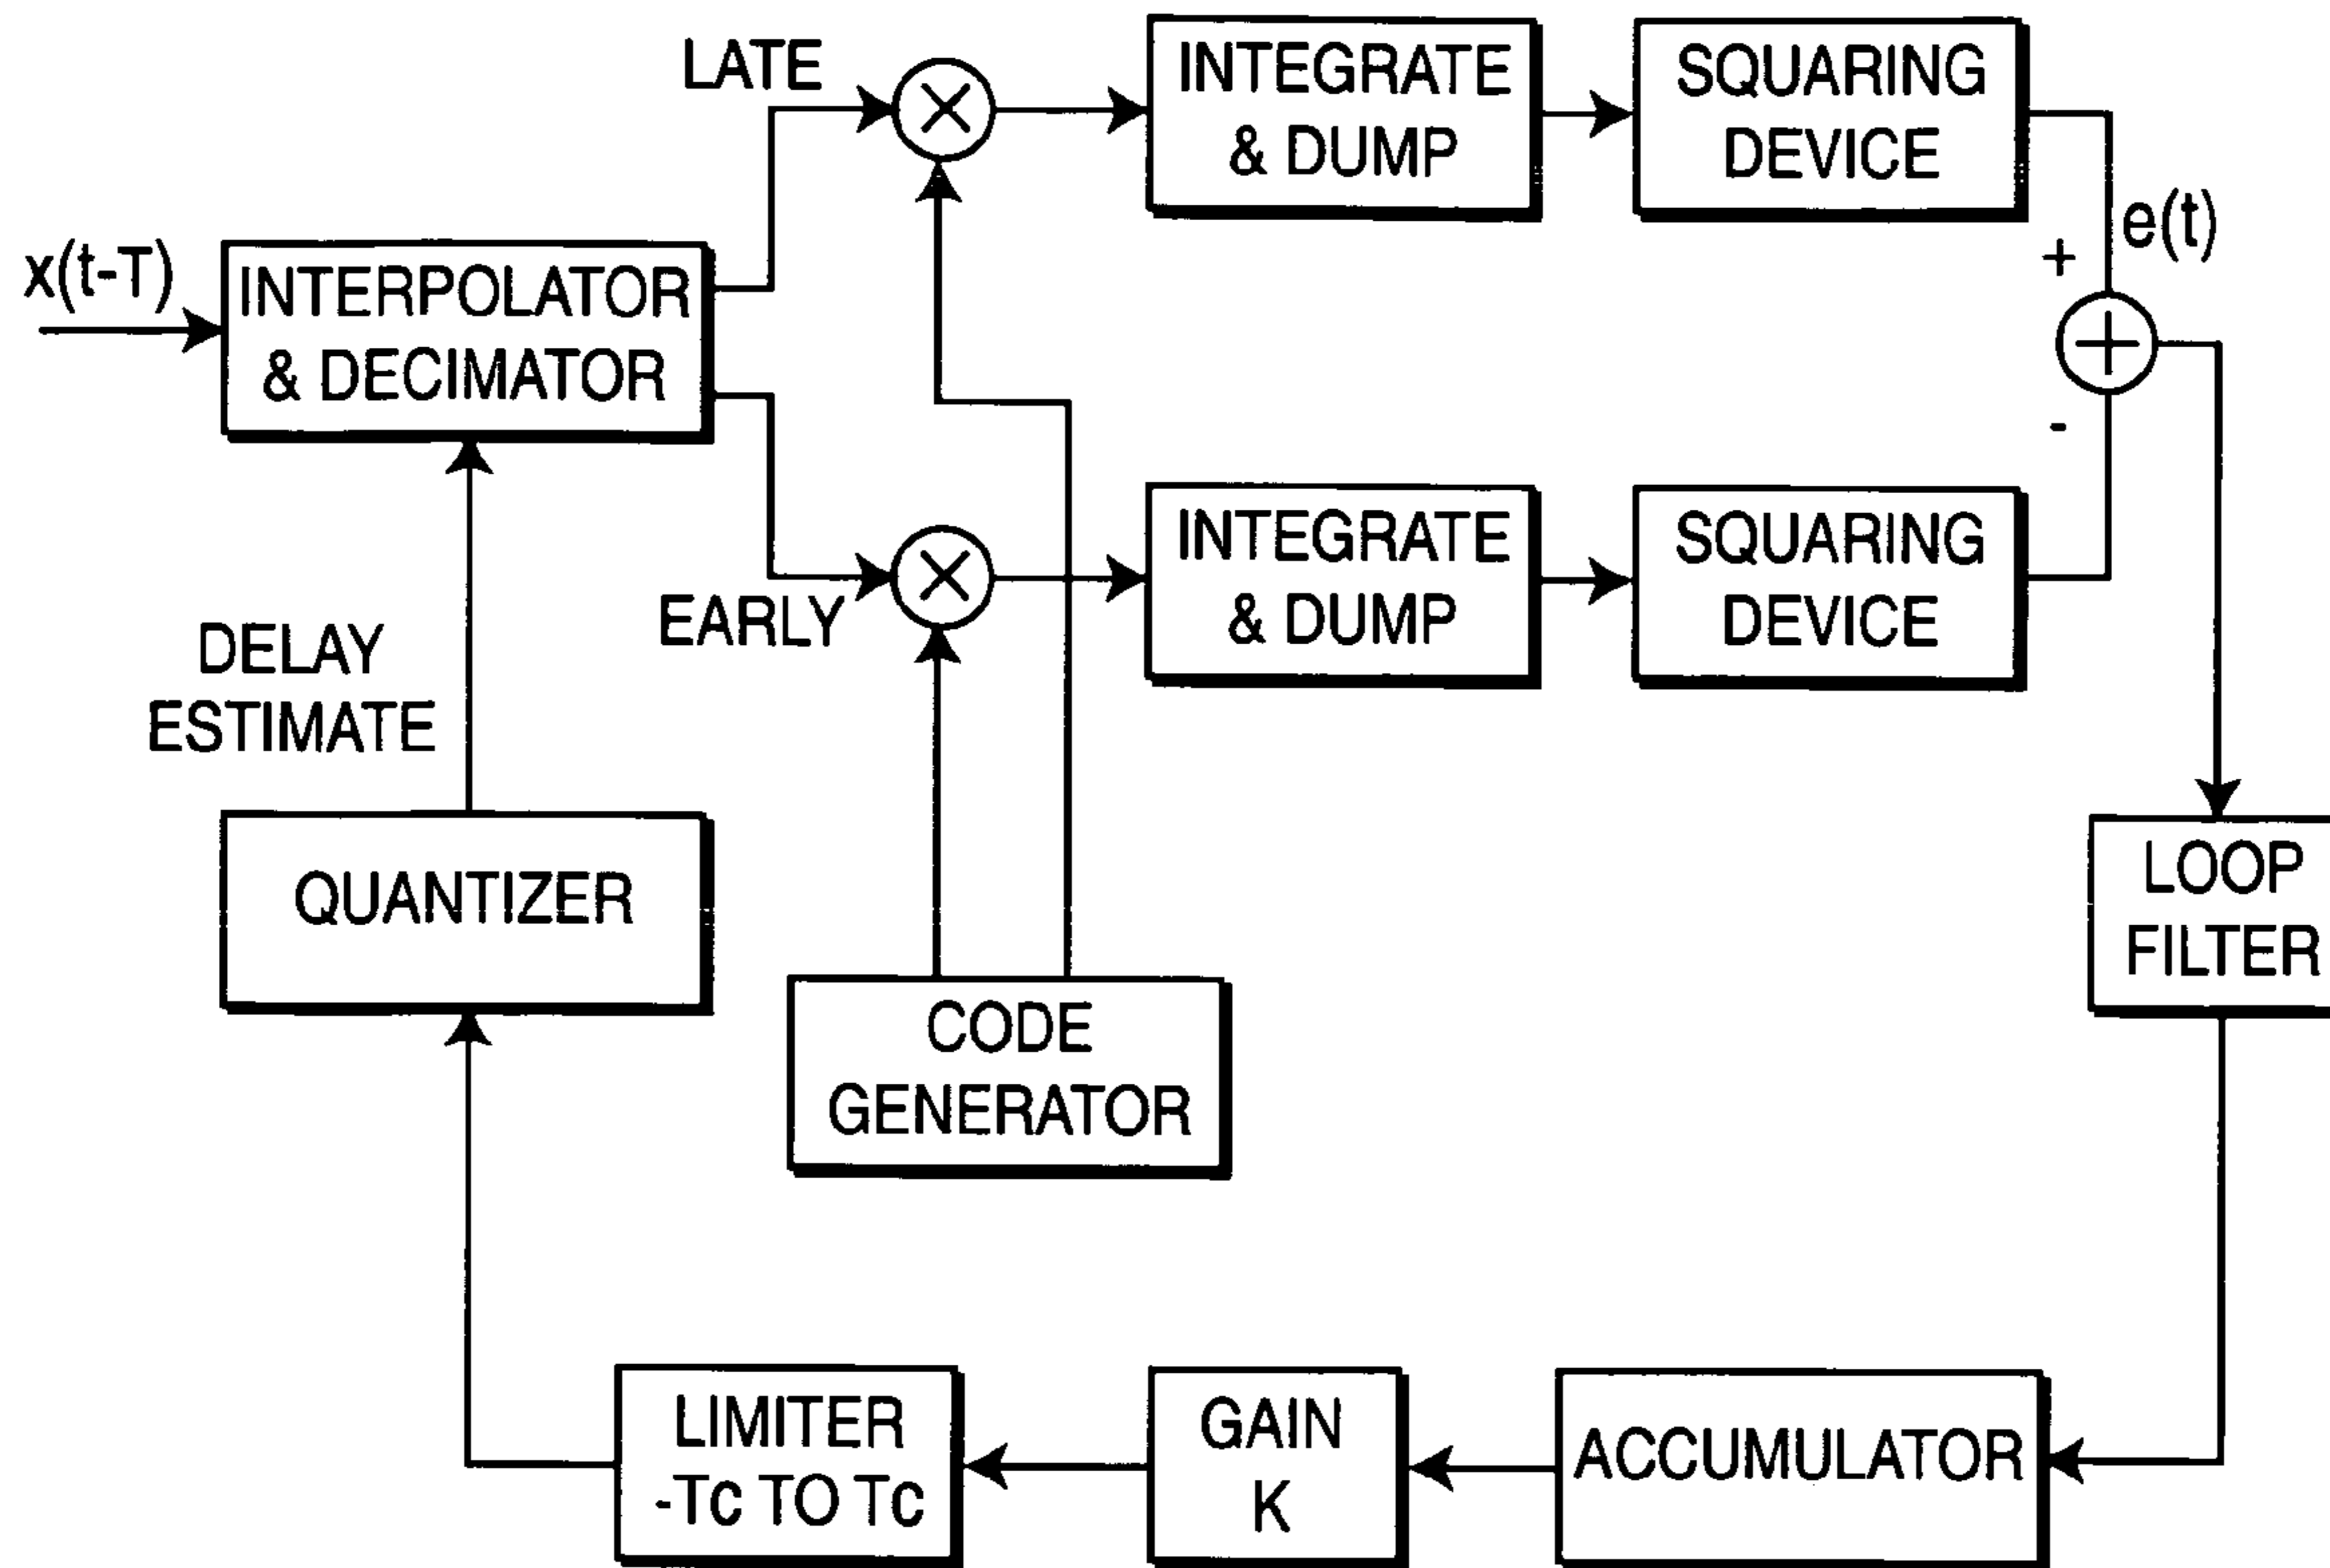 LATE
INTEGRATE
& DUMP
SQUARING
DEVICE
e(t)
+
-
x(t-T)
INTERPOLATOR
& DECIMATOR
EARLY
INTEGRATE
& DUMP
SQUARING
DEVICE
DELAY
ESTIMATE
QUANTIZER
LOOP
FILTER
CODE
GENERATOR
LIMITER
-Tc TO Tc
GAIN
K
ACCUMULATOR